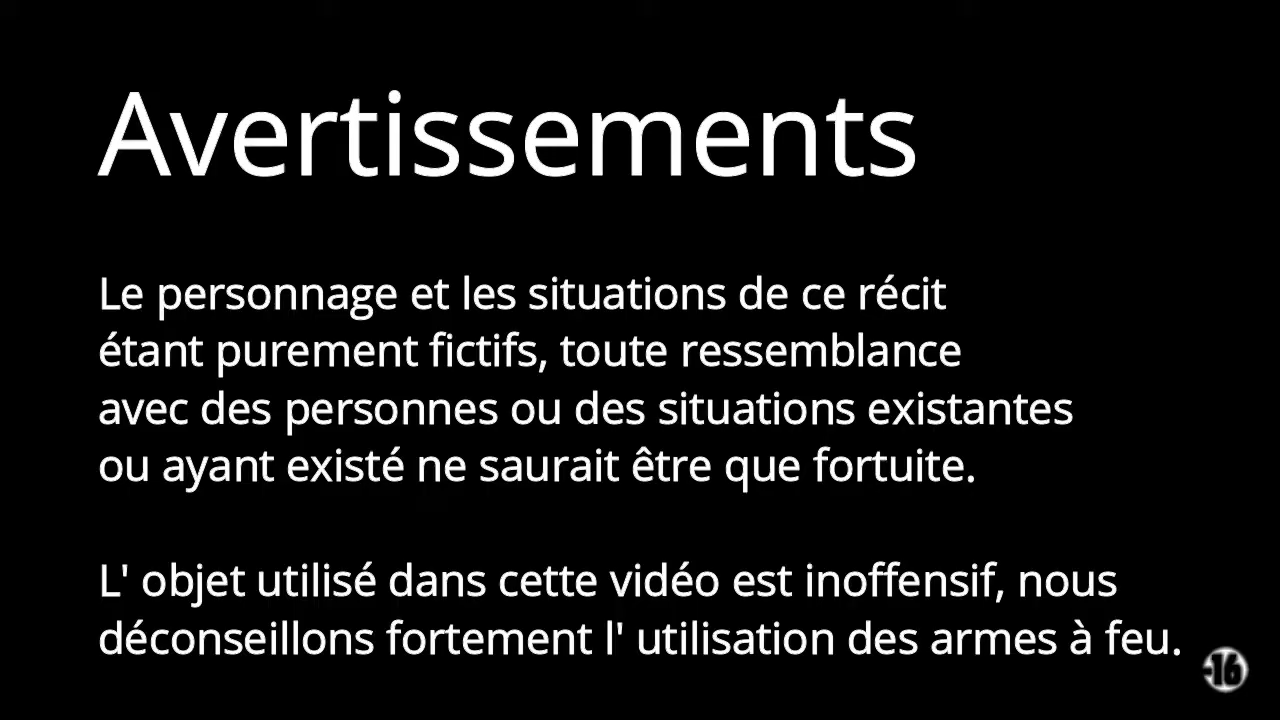 Avertissements
Le personnage et les situations de ce récit
étant purement fictifs, toute ressemblance
avec des personnes ou des situations existantes
ou ayant existé ne saurait être que fortuite.
L' objet utilisé dans cette vidéo est inoffensif, nous
déconseillons fortement l' utilisation des armes à feu.
-16